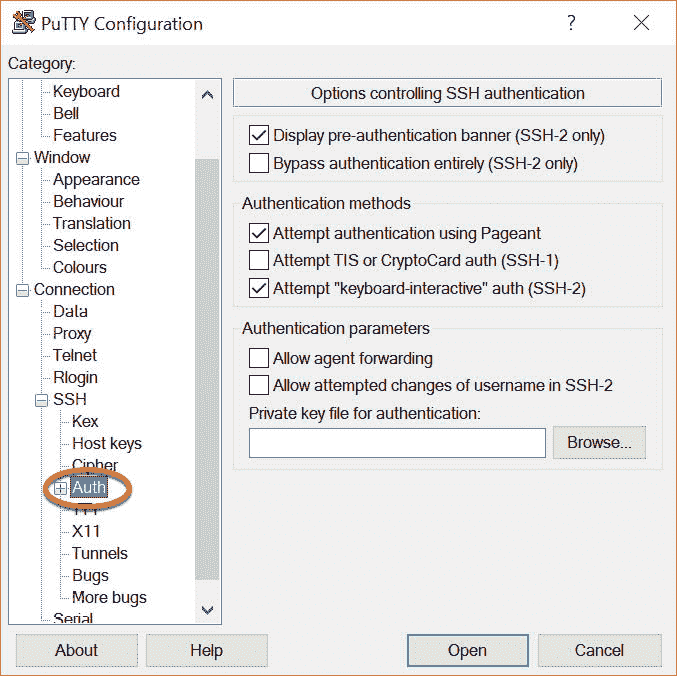 PuTTY Configuration
?
Category:
Keyboard
Bell
Features
Window
Appearance
Behaviour
Translation
Selection
Colours
Connection
Data
Proxy
Telnet
Rlogin
SSH
Kex
Host keys
Cipher
Auth
TTY
X11
Tunnels
Bugs
More bugs
Serial
Options controlling SSH authentication
Display pre-authentication banner (SSH-2 only)
Bypass authentication entirely (SSH-2 only)
Authentication methods
Attempt authentication using Pageant
Attempt TIS or CryptoCard auth (SSH-1)
Attempt "keyboard-interactive" auth (SSH-2)
Authentication parameters
Allow agent forwarding
Allow attempted changes of username in SSH-2
Private key file for authentication:
Browse...
About
Help
Open
Cancel